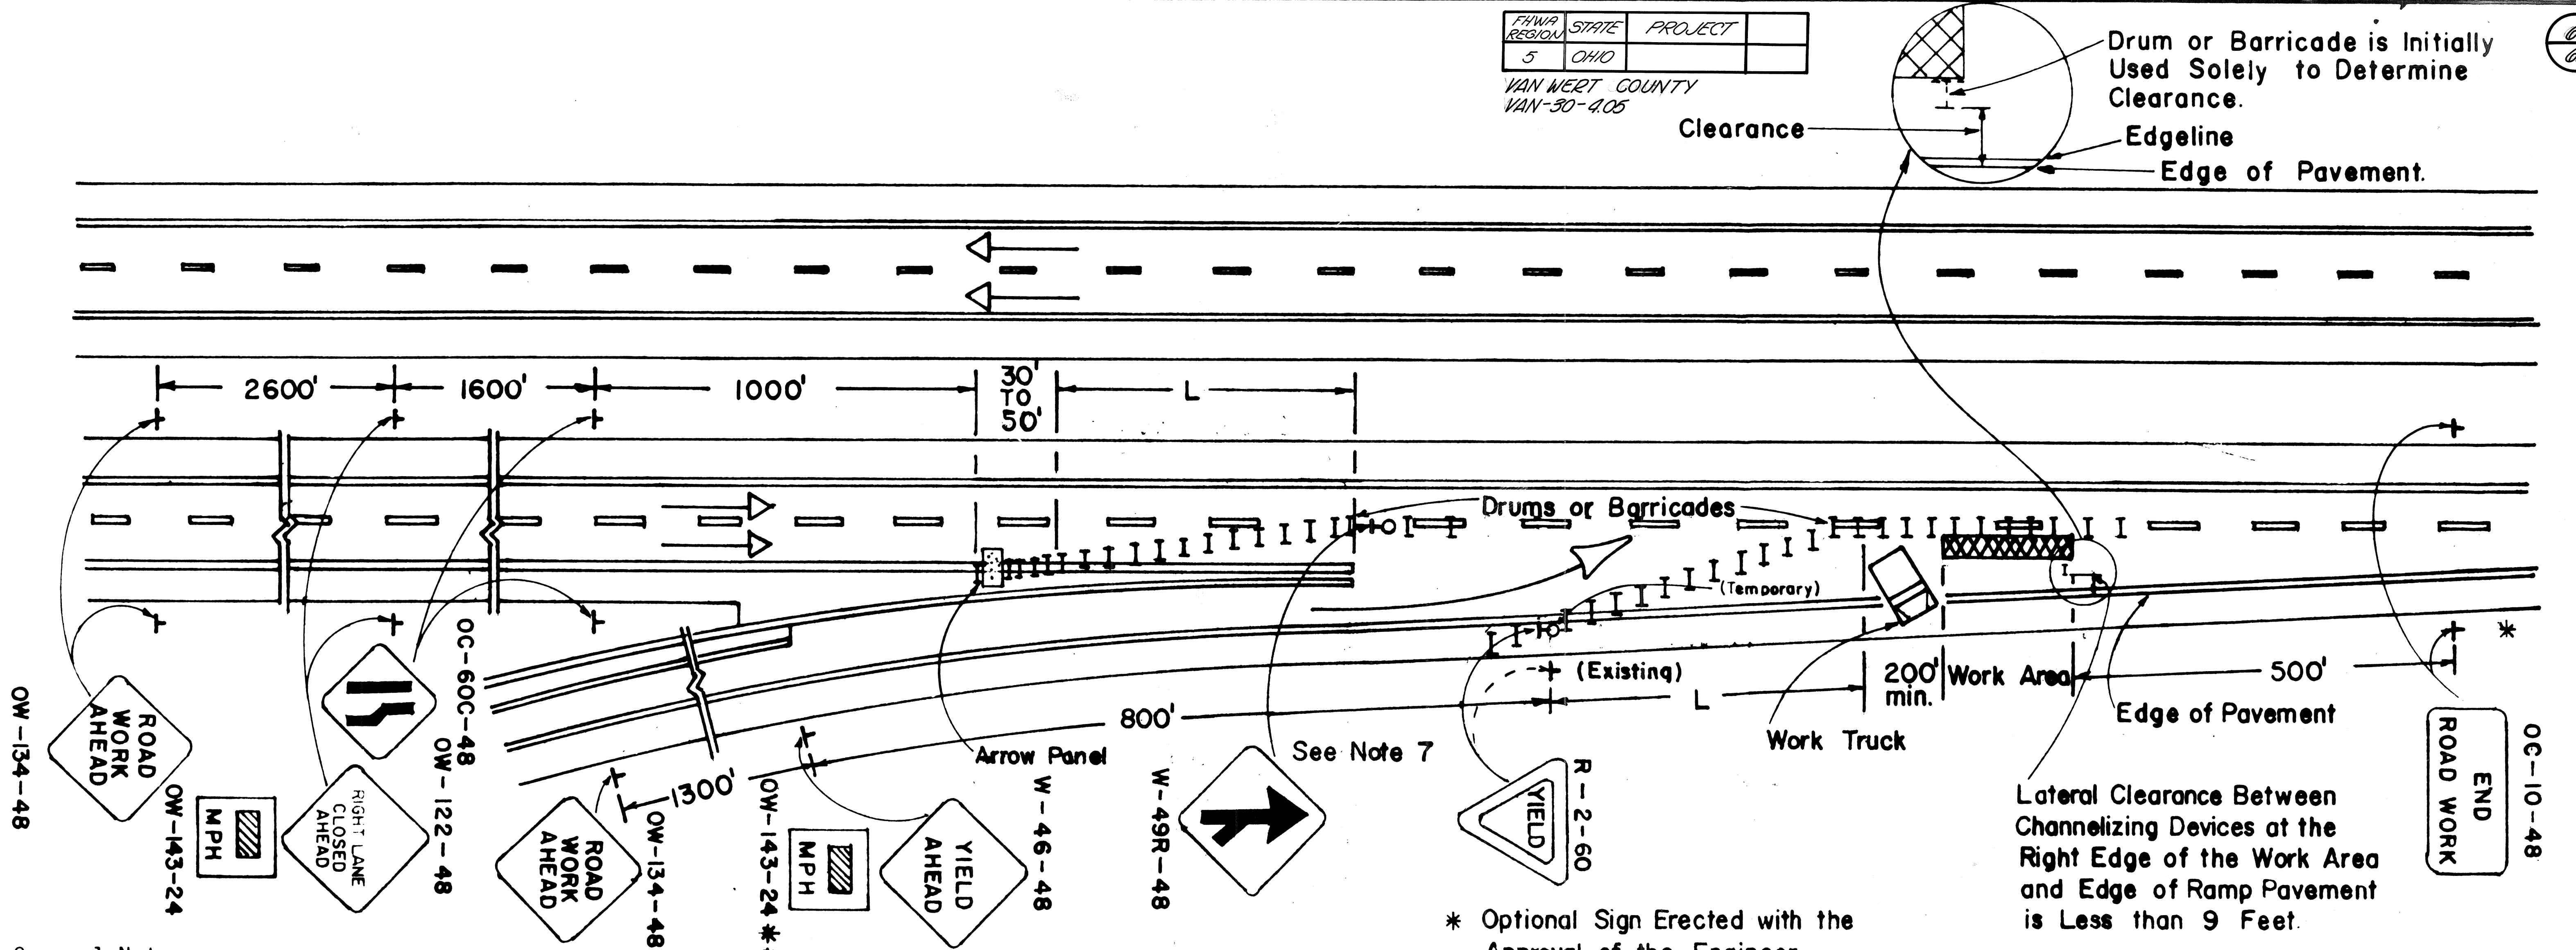 FHWA REGION STATE PROJECT
5 OHIO
VAN WERT COUNTY
VAN-30-4.05
Drum or Barricade is Initially
Used Solely to Determine
Clearance.
Clearance
Edgeline
Edge of Pavement.
2600'
1600'
1000'
30'
TO
50'
L
Drums or Barricades
(Temporary)
(Existing)
L
200'
min.
Work Area
500'
800'
1300'
Arrow Panel
See Note 7
Work Truck
Edge of Pavement
OW-134-48
ROAD
WORK
AHEAD
OW-143-24
MPH
RIGHT LANE
CLOSED
AHEAD
OC-60C-48
OW-122-48
ROAD
WORK
AHEAD
OW-134-48
OW-143-24*
MPH
YIELD
AHEAD
W-46-48
W-49R-48
YIELD
R-2-60
END
ROAD WORK
OC-10-48
*
Lateral Clearance Between
Channelizing Devices at the
Right Edge of the Work Area
and Edge of Ramp Pavement
is Less than 9 Feet.
* Optional Sign Erected with the
Approval of the Engineer